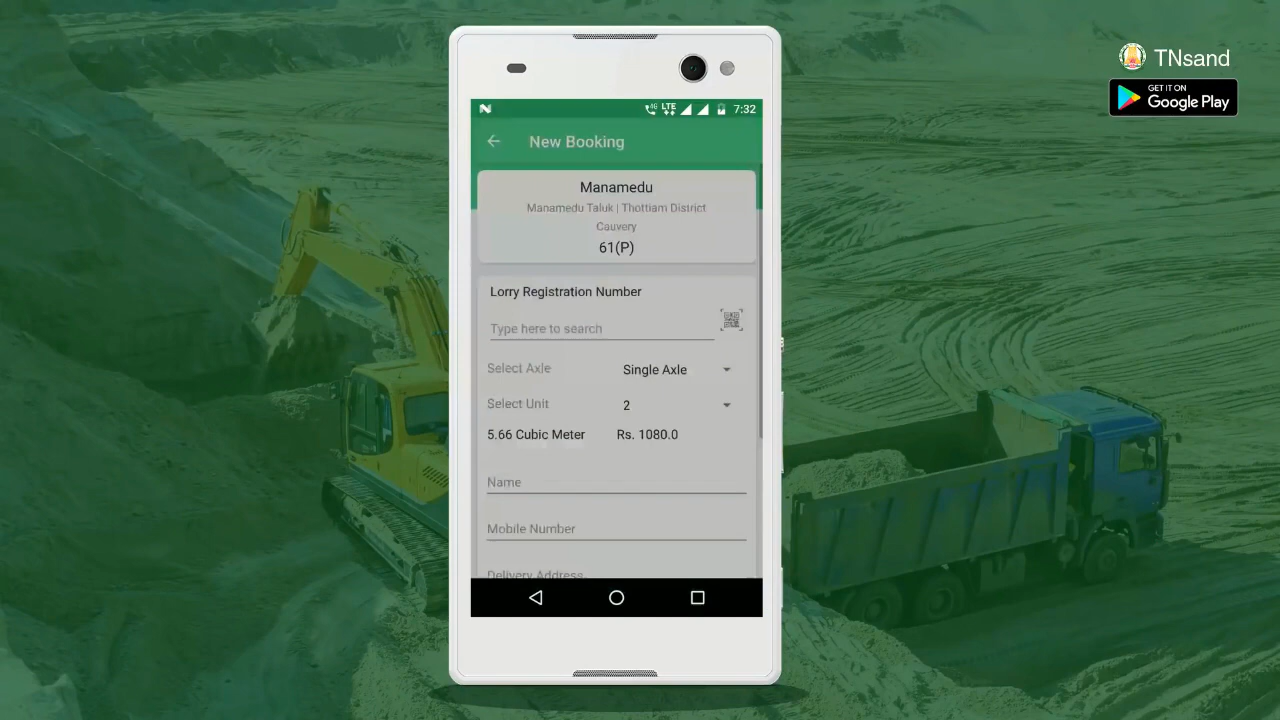 TNsand
GET IT ON
Google Play
4G LTE 7:32
New Booking
Manamedu
Manamedu Taluk | Thottiam District
Cauvery
61(P)
Lorry Registration Number
Type here to search
Select Axle Single Axle
Select Unit 2
5.66 Cubic Meter Rs. 1080.0
Name
Mobile Number
Delivery Address